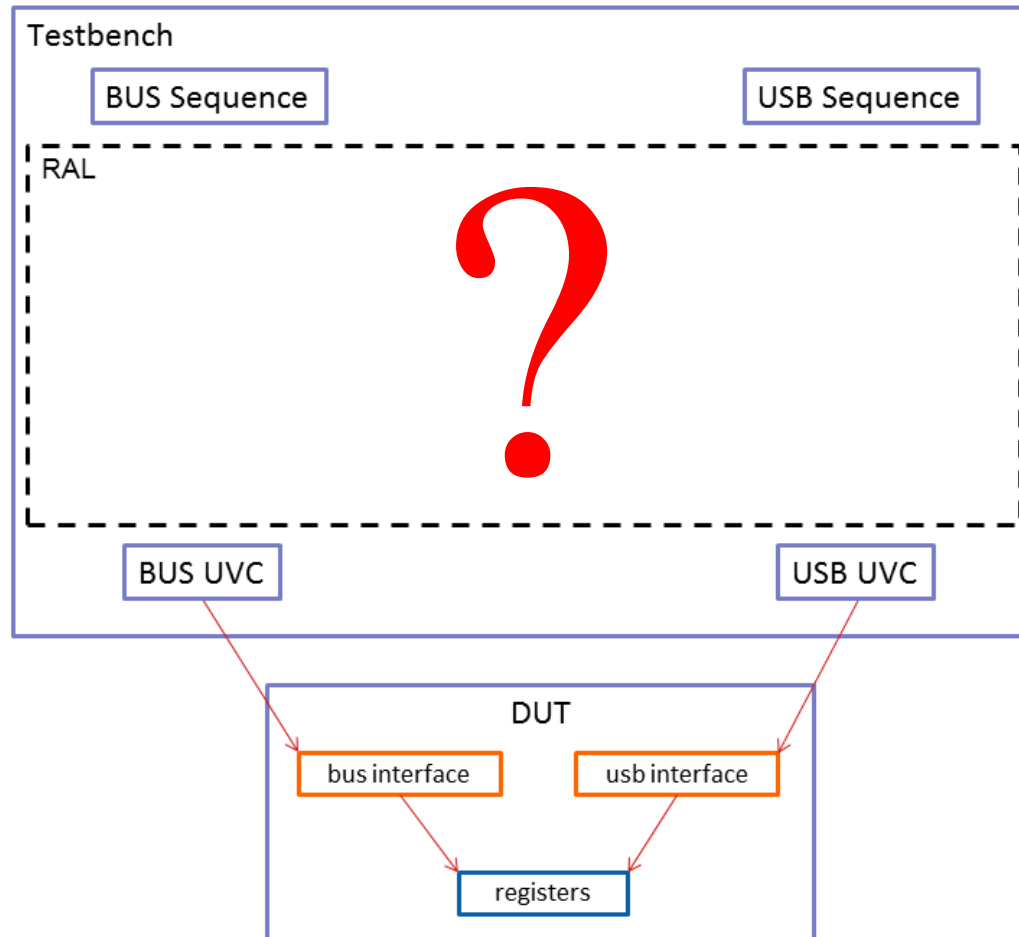 Testbench
BUS Sequence
USB Sequence
RAL
?
BUS UVC
USB UVC
DUT
bus interface
usb interface
registers